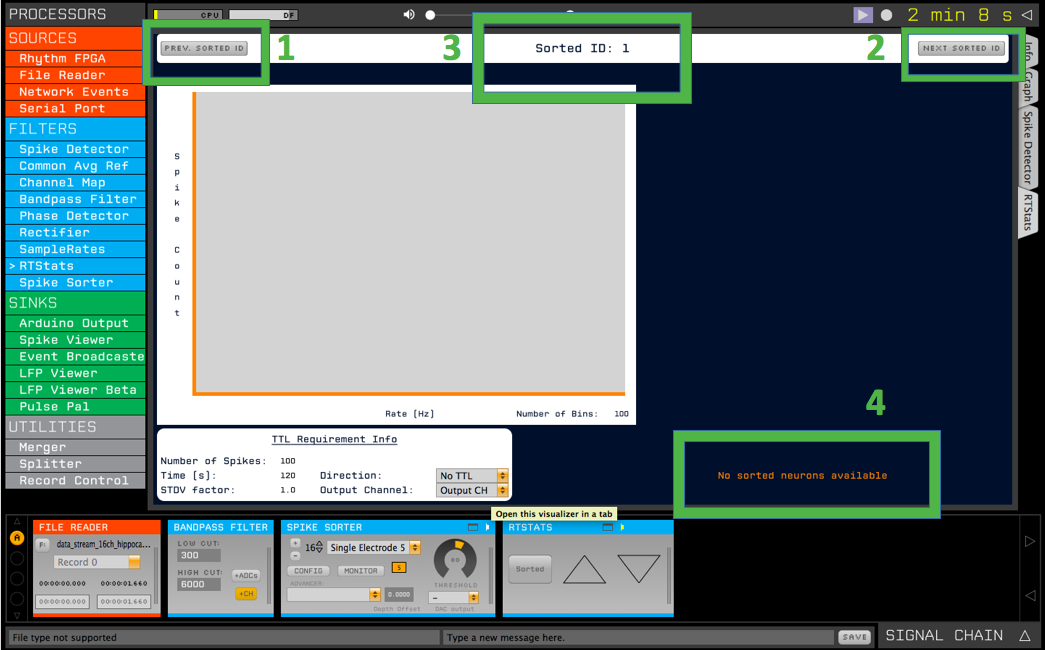 PROCESSORS
CPU
DF
2 min 8 s
SOURCES
Rhythm FPGA
File Reader
Network Events
Serial Port
FILTERS
Spike Detector
Common Avg Ref
Channel Map
Bandpass Filter
Phase Detector
Rectifier
SampleRates
> RTStats
Spike Sorter
SINKS
Arduino Output
Spike Viewer
Event Broadcaste
LFP Viewer
LFP Viewer Beta
Pulse Pal
UTILITIES
Merger
Splitter
Record Control
PREV. SORTED ID
1
3
Sorted ID: 1
2
NEXT SORTED ID
Info
Graph
Spike Detector
RTStats
Spike Count
Rate [Hz]
Number of Bins: 100
4
No sorted neurons available
TTL Requirement Info
Number of Spikes: 100
Time [s]: 120 Direction: No TTL
STDV factor: 1.0 Output Channel: Output CH
Open this visualizer in a tab
A
FILE READER
F:
data_stream_16ch_hippoca...
Record 0
00:00:00.000 00:00:01.660
00:00:00.000 00:00:01.660
BANDPASS FILTER
LOW CUT:
300
HIGH CUT:
6000
+ADCs
+CH
SPIKE SORTER
+
16
Single Electrode 5
−
CONFIG
MONITOR
5
ADVANCER:
0.0000
Depth Offset
THRESHOLD
–
DAC output
RTSTATS
Sorted
File type not supported
Type a new message here.
SAVE
SIGNAL CHAIN